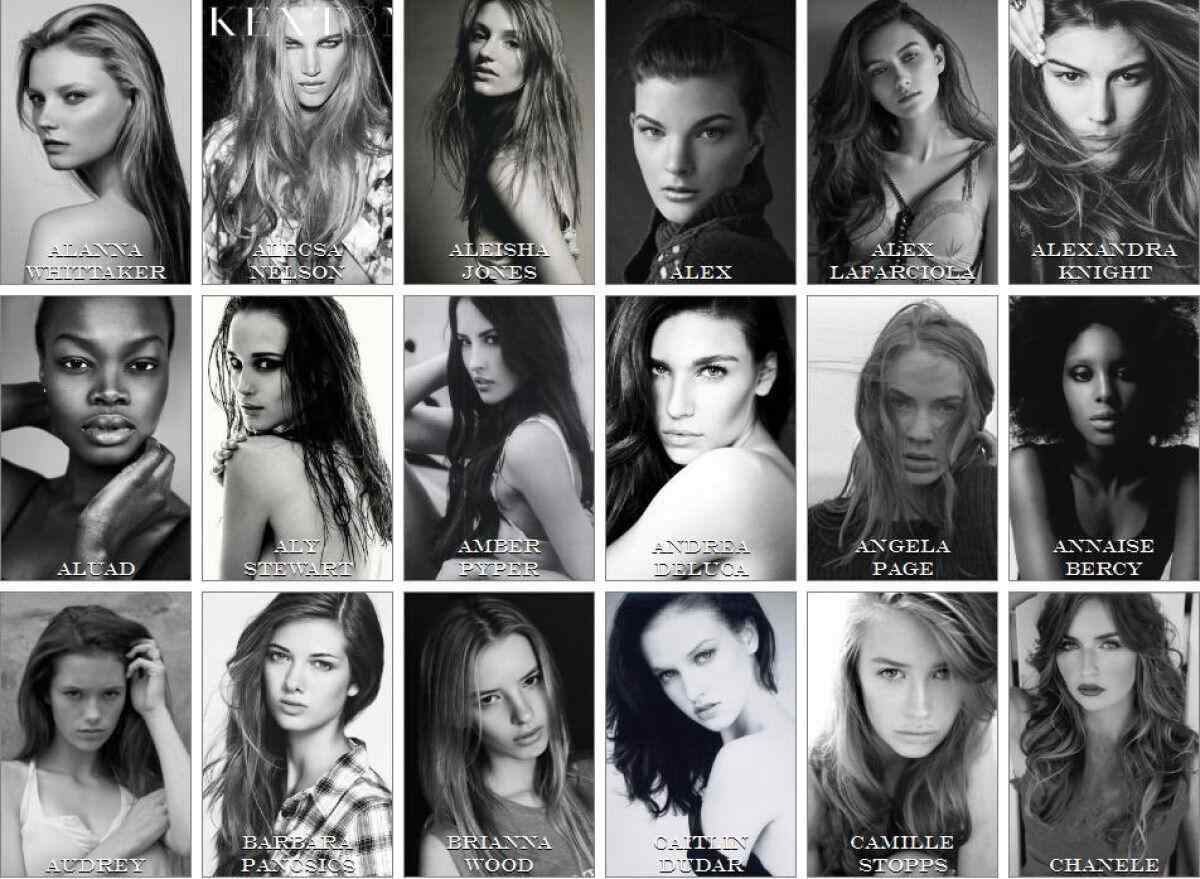 ALANNA
WHITTAKER
ALECSA
NELSON
ALEISHA
JONES
ALEX
ALEX
LAFARCIOLA
ALEXANDRA
KNIGHT
ALUAD
ALY
STEWART
AMBER
PYPER
ANDREA
DELUCA
ANGELA
PAGE
ANNAISE
BERCY
AUDREY
BARBARA
PANCSICS
BRIANNA
WOOD
CAITLIN
DUDAR
CAMILLE
STOPPS
CHANELE